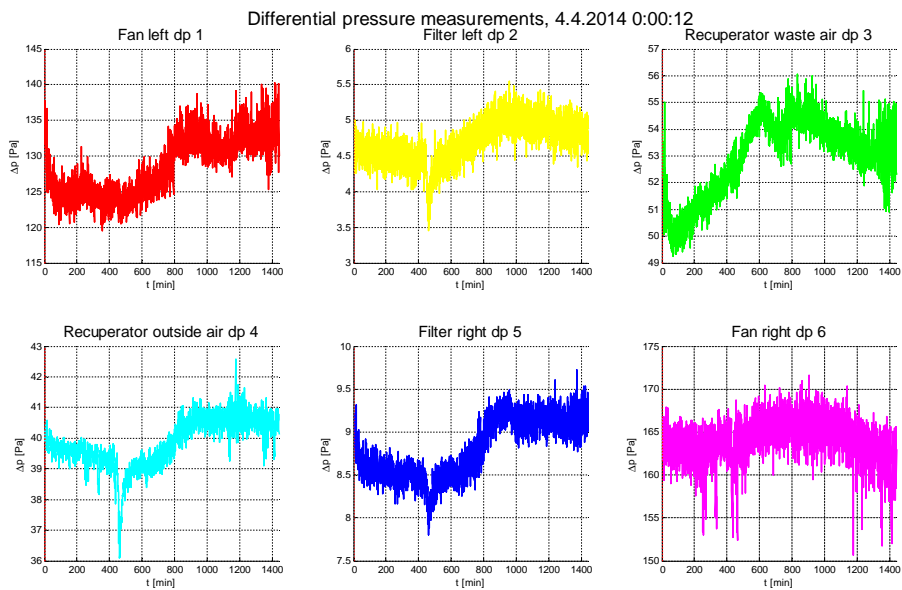 Differential pressure measurements, 4.4.2014 0:00:12
Fan left dp 1
145
140
135
130
125
120
115
Δp [Pa]
0 200 400 600 800 1000 1200 1400
t [min]
Filter left dp 2
6
5.5
5
4.5
4
3.5
3
Δp [Pa]
0 200 400 600 800 1000 1200 1400
t [min]
Recuperator waste air dp 3
57
56
55
54
53
52
51
50
49
Δp [Pa]
0 200 400 600 800 1000 1200 1400
t [min]
Recuperator outside air dp 4
43
42
41
40
39
38
37
36
Δp [Pa]
0 200 400 600 800 1000 1200 1400
t [min]
Filter right dp 5
10
9.5
9
8.5
8
7.5
Δp [Pa]
0 200 400 600 800 1000 1200 1400
t [min]
Fan right dp 6
175
170
165
160
155
150
Δp [Pa]
0 200 400 600 800 1000 1200 1400
t [min]